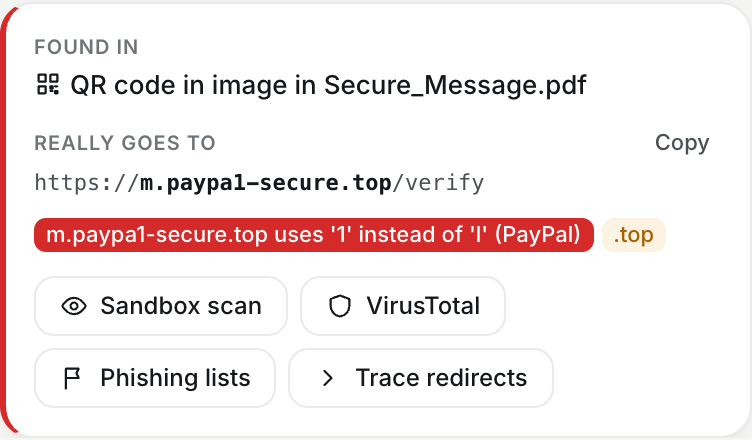 FOUND IN
QR code in image in Secure_Message.pdf
REALLY GOES TO
Copy
https://m.paypa1-secure.top/verify
m.paypa1-secure.top uses '1' instead of 'l' (PayPal)
.top
Sandbox scan
VirusTotal
Phishing lists
Trace redirects